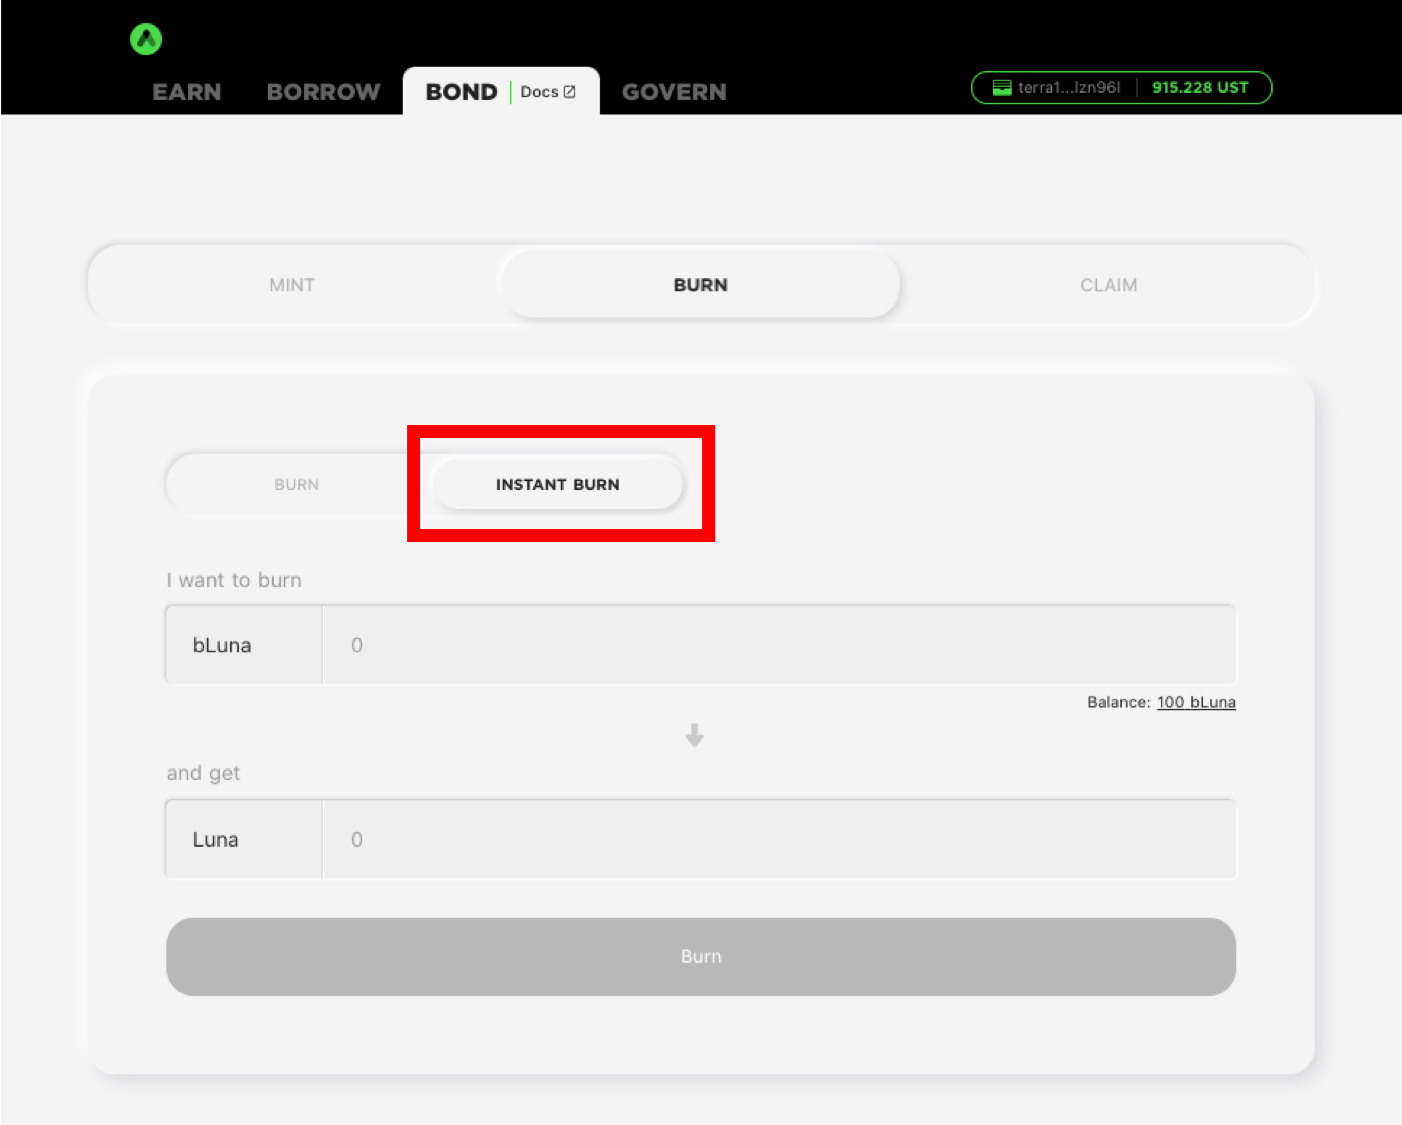 EARN BORROW BOND Docs GOVERN terra1...lzn96l 915.228 UST
MINT BURN CLAIM
BURN INSTANT BURN
I want to burn
bLuna 0
Balance: 100 bLuna
and get
Luna 0
Burn